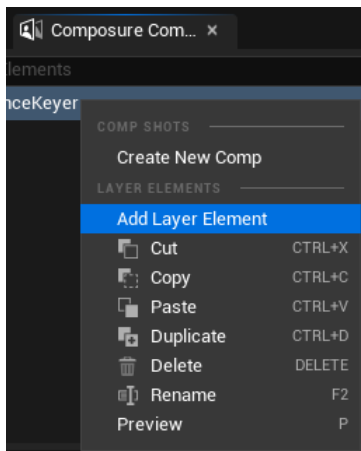 Composure Com... ×
Elements
nceKeyer
COMP SHOTS
Create New Comp
LAYER ELEMENTS
Add Layer Element
Cut CTRL+X
Copy CTRL+C
Paste CTRL+V
Duplicate CTRL+D
Delete DELETE
Rename F2
Preview P